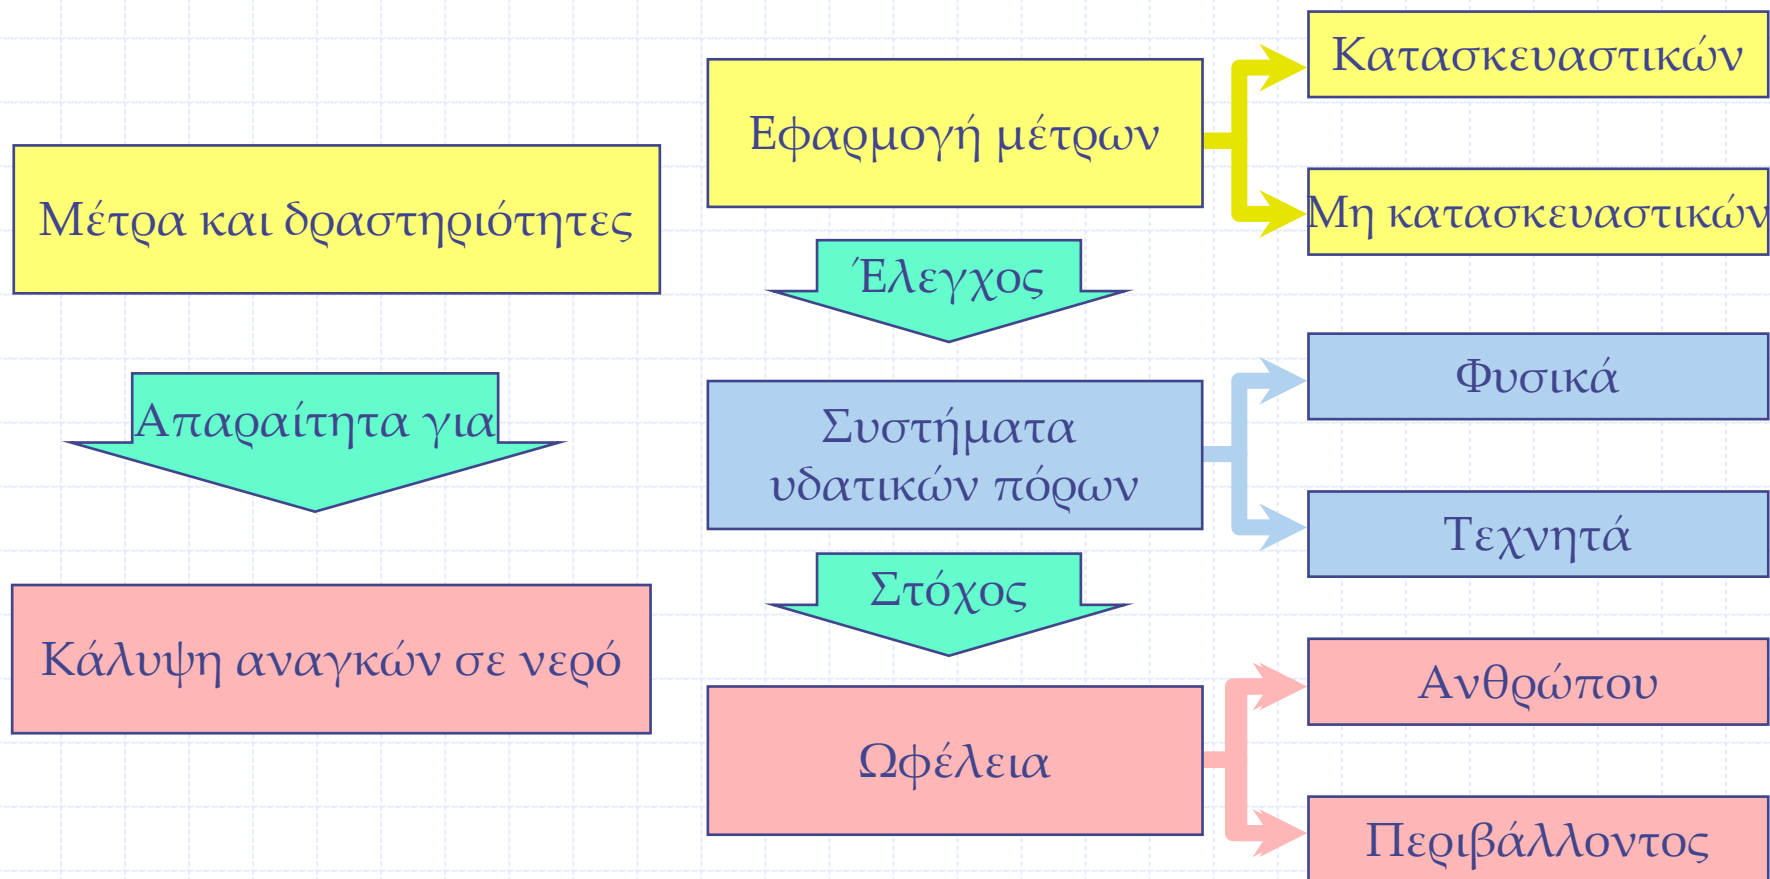 Μέτρα και δραστηριότητες
Απαραίτητα για
Κάλυψη αναγκών σε νερό
Εφαρμογή μέτρων
Κατασκευαστικών
Μη κατασκευαστικών
Έλεγχος
Συστήματα
υδατικών πόρων
Φυσικά
Τεχνητά
Στόχος
Ωφέλεια
Ανθρώπου
Περιβάλλοντος